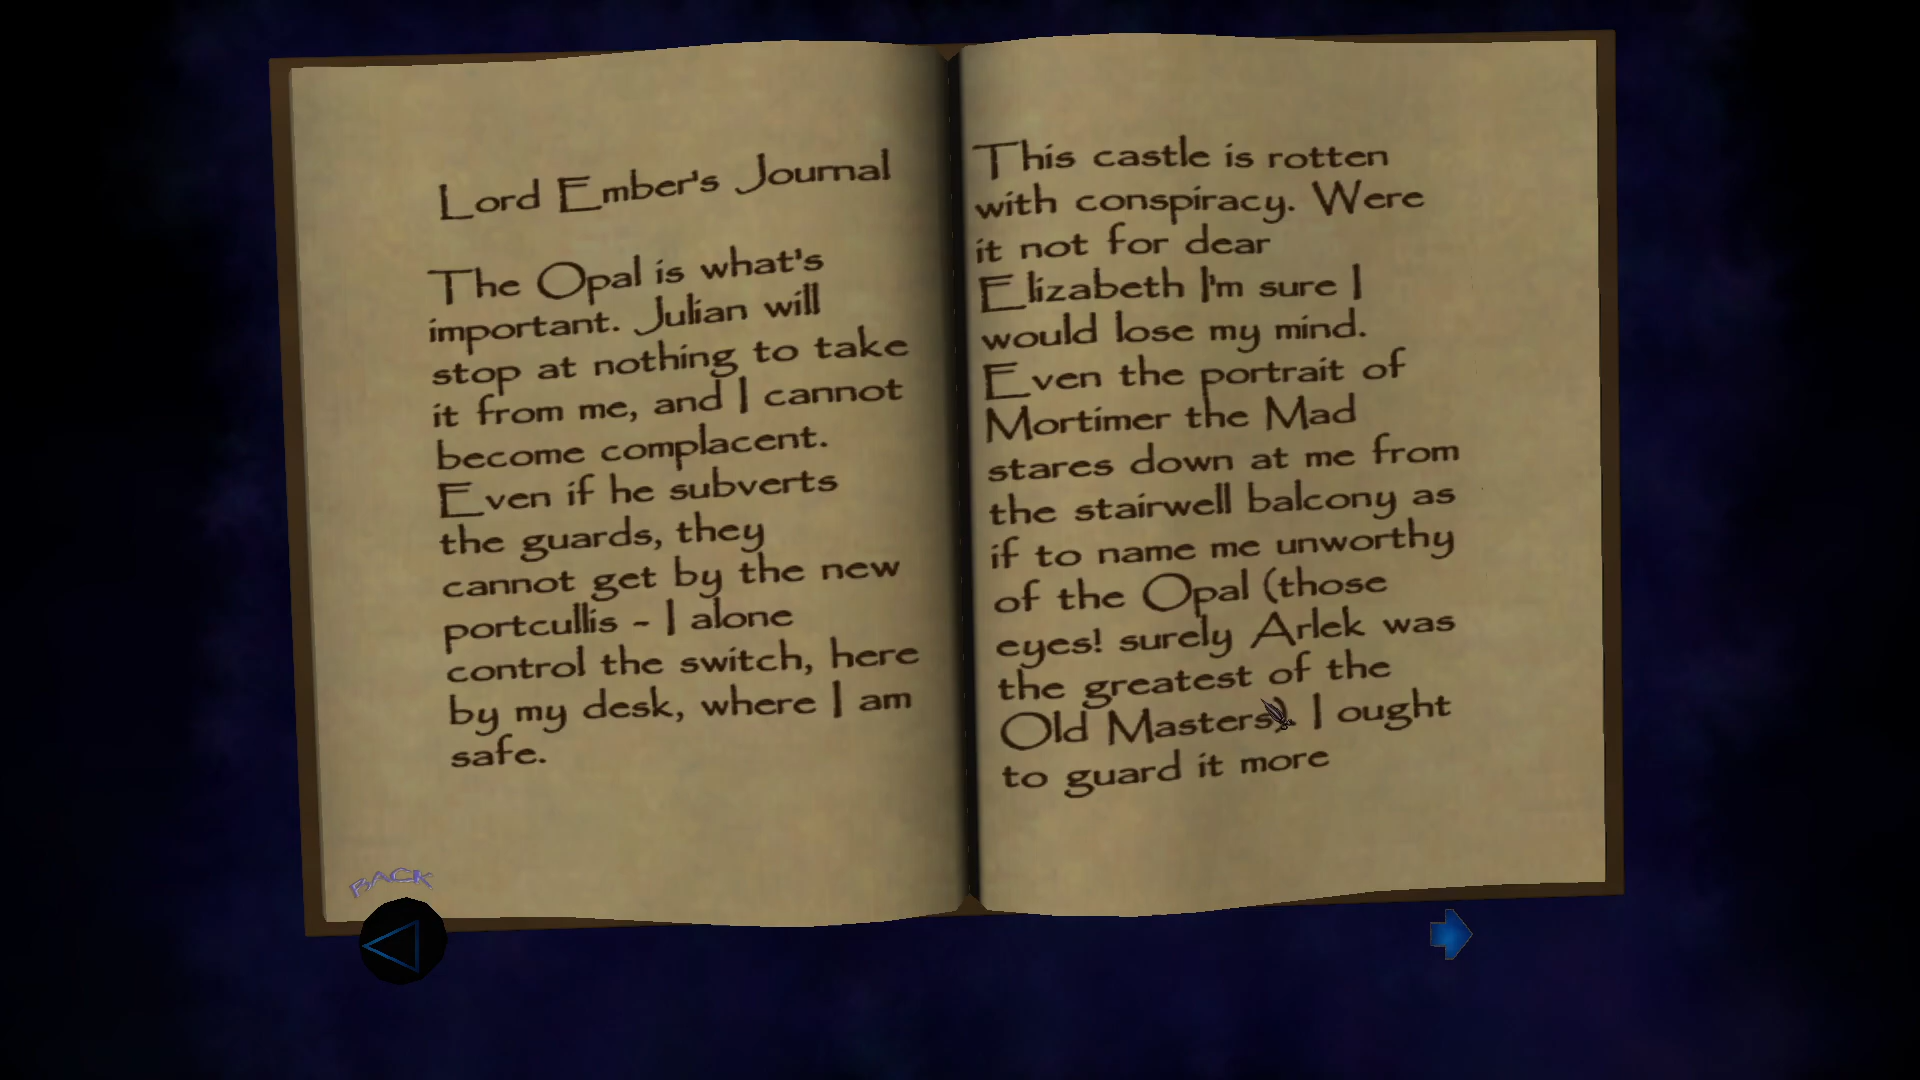 Lord Ember's Journal
The Opal is what's
important. Julian will
stop at nothing to take
it from me, and I cannot
become complacent.
Even if he subverts
the guards, they
cannot get by the new
portcullis - I alone
control the switch, here
by my desk, where I am
safe.
This castle is rotten
with conspiracy. Were
it not for dear
Elizabeth I'm sure I
would lose my mind.
Even the portrait of
Mortimer the Mad
stares down at me from
the stairwell balcony as
if to name me unworthy
of the Opal (those
eyes! surely Arlek was
the greatest of the
Old Masters). I ought
to guard it more
BACK